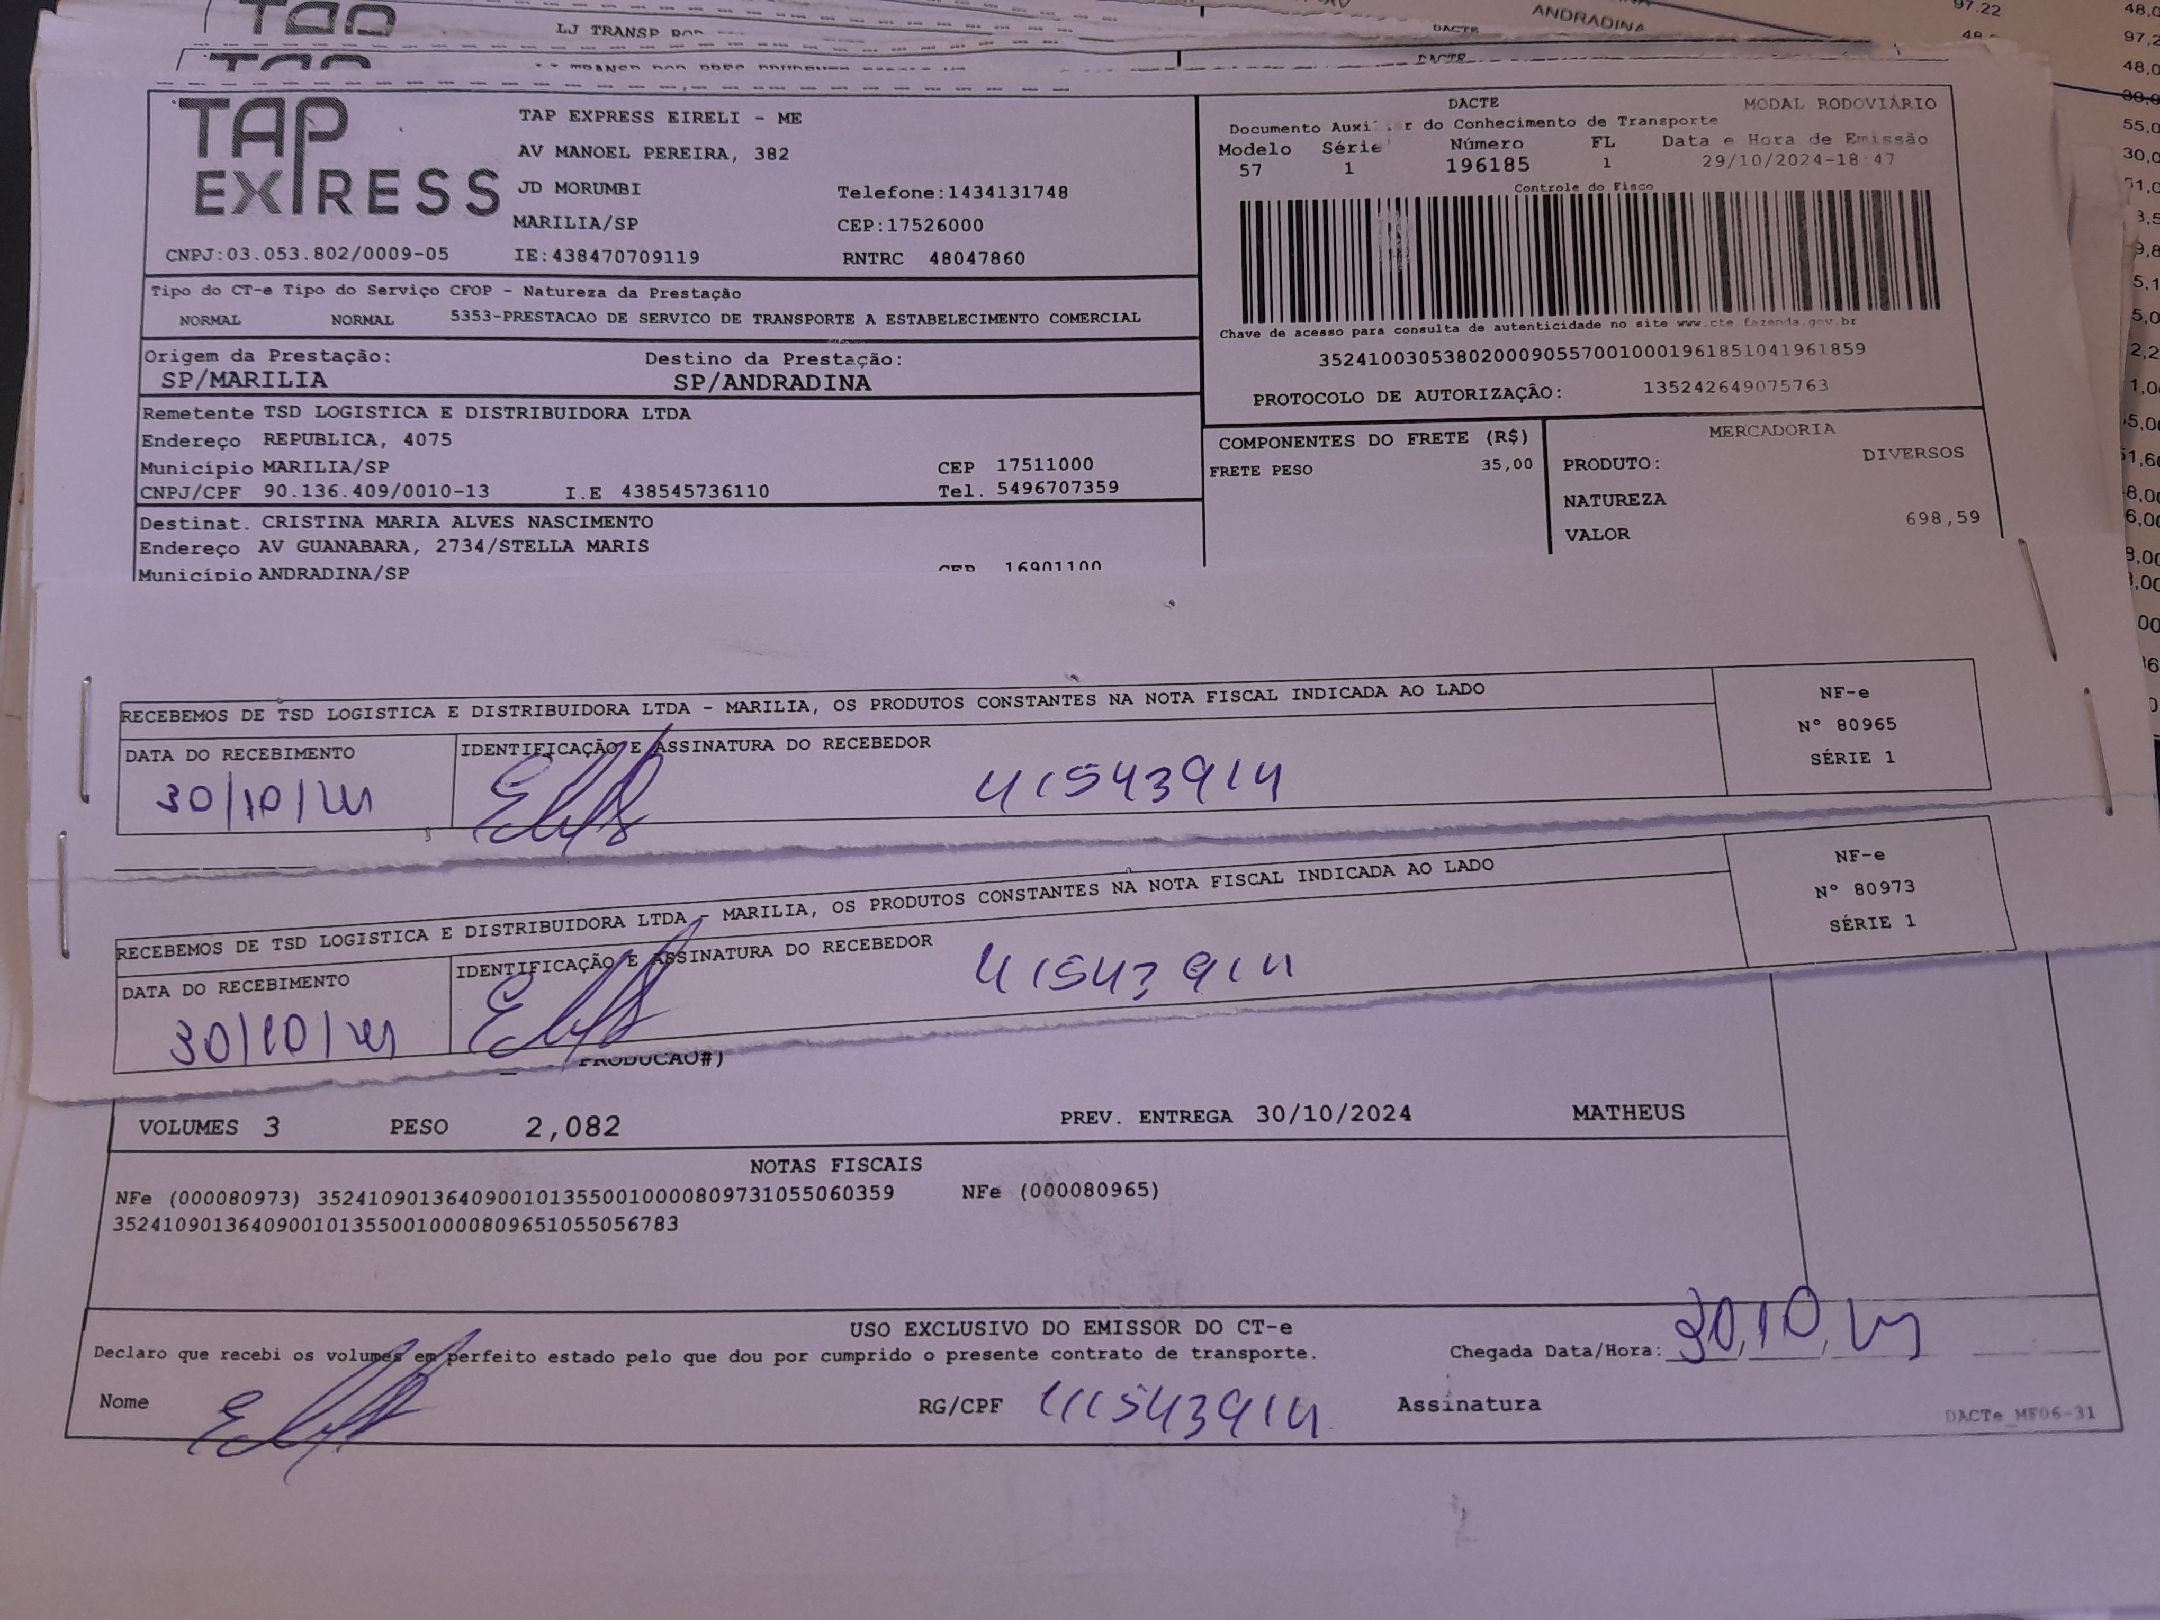 LJ TRANSP ROD
DACTE
ANDRADINA
97.22
DACTE
TAP
EXPRESS
TAP EXPRESS EIRELI - ME
AV MANOEL PEREIRA, 382
JD MORUMBI
Telefone:1434131748
MARILIA/SP
CEP:17526000
CNPJ:03.053.802/0009-05
IE:438470709119
RNTRC 48047860
DACTE
MODAL RODOVIÁRIO
Documento Auxi r do Conhecimento de Transporte
Modelo Série Número FL Data e Hora de Emissão
57 1 196185 1 29/10/2024-18:47
Controle do Fisco
Chave de acesso para consulta de autenticidade no site www.cte.fazenda.gov.br
35241003053802000905570010001961851041961859
PROTOCOLO DE AUTORIZAÇÃO: 135242649075763
Tipo do CT-e Tipo do Serviço CFOP - Natureza da Prestação
NORMAL NORMAL 5353-PRESTACAO DE SERVICO DE TRANSPORTE A ESTABELECIMENTO COMERCIAL
Origem da Prestação: Destino da Prestação:
SP/MARILIA SP/ANDRADINA
Remetente TSD LOGISTICA E DISTRIBUIDORA LTDA
Endereço REPUBLICA, 4075
Município MARILIA/SP CEP 17511000
CNPJ/CPF 90.136.409/0010-13 I.E 438545736110 Tel. 5496707359
Destinat. CRISTINA MARIA ALVES NASCIMENTO
Endereço AV GUANABARA, 2734/STELLA MARIS
Município ANDRADINA/SP CEP 16901100
COMPONENTES DO FRETE (R$)
FRETE PESO 35,00
MERCADORIA
PRODUTO: DIVERSOS
NATUREZA
VALOR 698,59
RECEBEMOS DE TSD LOGISTICA E DISTRIBUIDORA LTDA - MARILIA, OS PRODUTOS CONSTANTES NA NOTA FISCAL INDICADA AO LADO
NF-e
Nº 80965
SÉRIE 1
DATA DO RECEBIMENTO
IDENTIFICAÇÃO E ASSINATURA DO RECEBEDOR
30/10/24
41543914
RECEBEMOS DE TSD LOGISTICA E DISTRIBUIDORA LTDA - MARILIA, OS PRODUTOS CONSTANTES NA NOTA FISCAL INDICADA AO LADO
NF-e
Nº 80973
SÉRIE 1
DATA DO RECEBIMENTO
IDENTIFICAÇÃO E ASSINATURA DO RECEBEDOR
30/10/24
41543914
PRODUCAO#)
VOLUMES 3 PESO 2,082 PREV. ENTREGA 30/10/2024 MATHEUS
NOTAS FISCAIS
NFe (000080973) 35241090136409001013550010000809731055060359 NFe (000080965)
35241090136409001013550010000809651055056783
USO EXCLUSIVO DO EMISSOR DO CT-e
Declaro que recebi os volumes em perfeito estado pelo que dou por cumprido o presente contrato de transporte.
Chegada Data/Hora: 30,10,24
Nome RG/CPF 41543914 Assinatura
DACTe_MF06-31